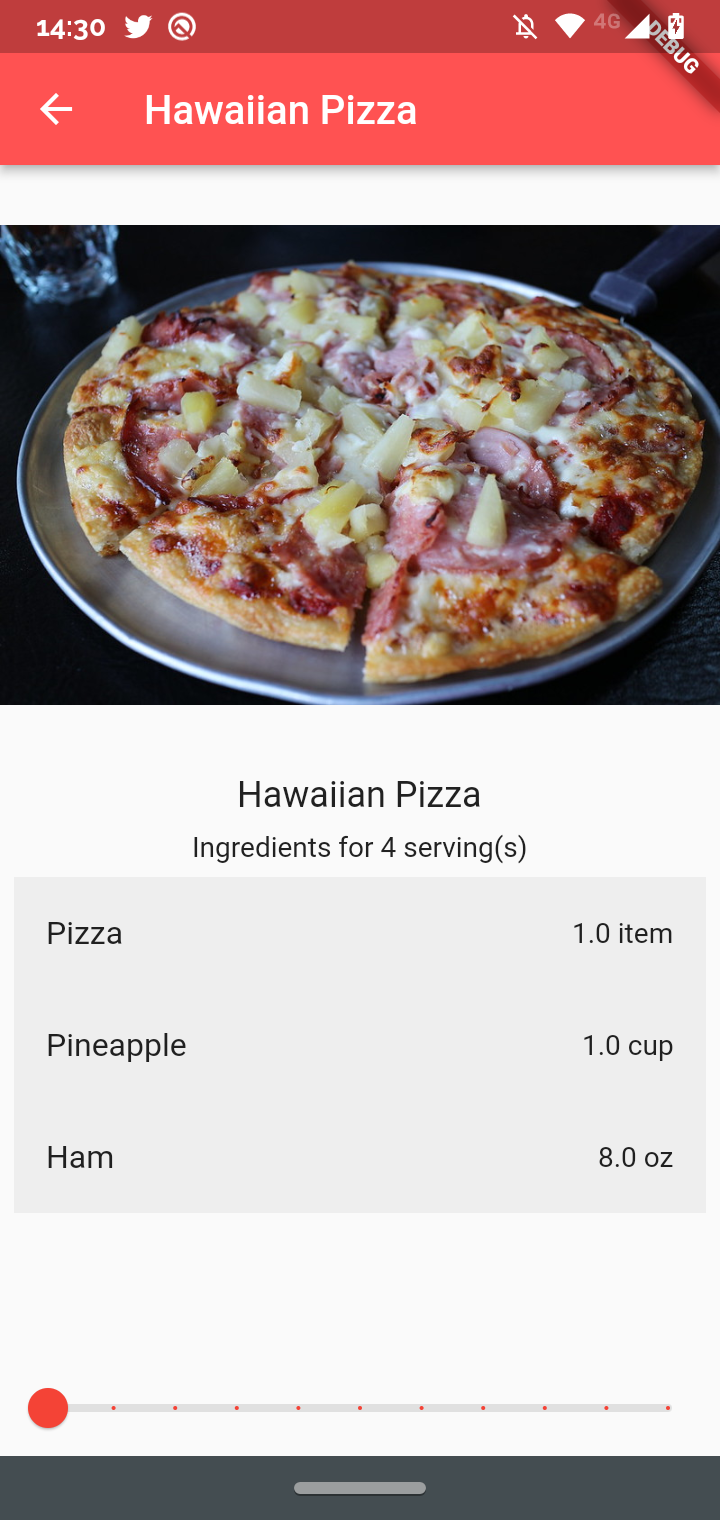 14:30
4G
DEBUG
Hawaiian Pizza
Hawaiian Pizza
Ingredients for 4 serving(s)
Pizza 1.0 item
Pineapple 1.0 cup
Ham 8.0 oz